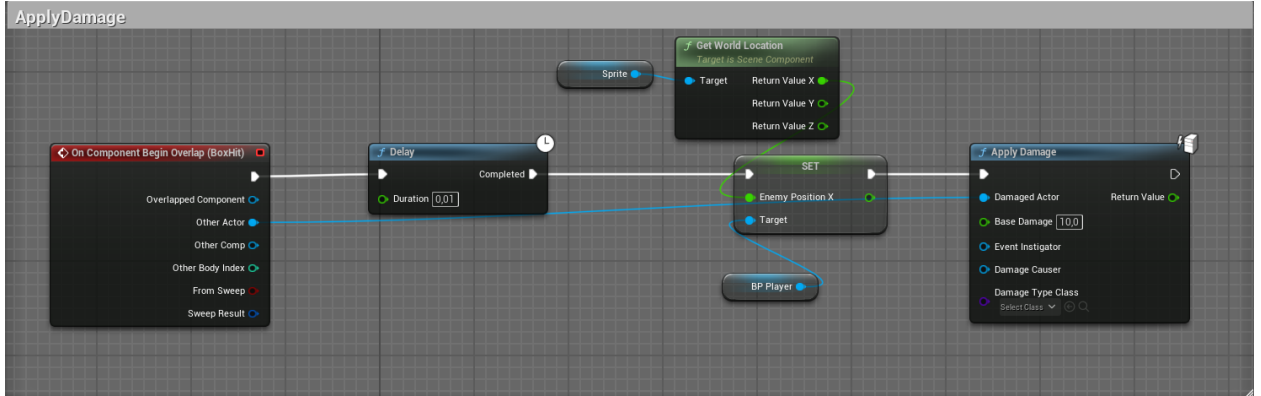 ApplyDamage
Get World Location
Target is Scene Component
Sprite
Target
Return Value X
Return Value Y
Return Value Z
On Component Begin Overlap (BoxHit)
Overlapped Component
Other Actor
Other Comp
Other Body Index
From Sweep
Sweep Result
Delay
Completed
Duration 0,01
SET
Enemy Position X
Target
BP Player
Apply Damage
Damaged Actor
Return Value
Base Damage 10,0
Event Instigator
Damage Causer
Damage Type Class
Select Class